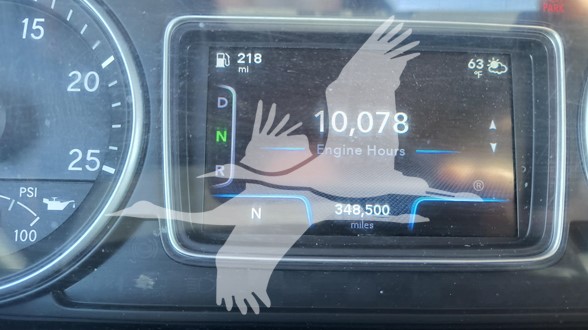 15
20
25
PSI
100
218
mi
63
°F
D
N
R
10,078
Engine Hours
®
N
348,500
miles